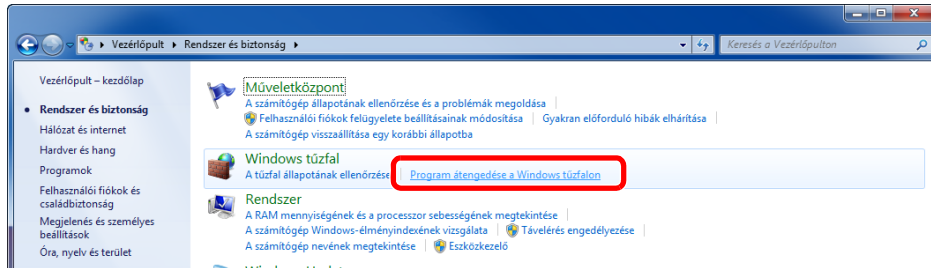 Vezérlőpult ▸ Rendszer és biztonság ▸
Keresés a Vezérlőpulton
Vezérlőpult – kezdőlap
Rendszer és biztonság
Hálózat és internet
Hardver és hang
Programok
Felhasználói fiókok és
családbiztonság
Megjelenés és személyes
beállítások
Óra, nyelv és terület
Műveletközpont
A számítógép állapotának ellenőrzése és a problémák megoldása
Felhasználói fiókok felügyelete beállításainak módosítása | Gyakran előforduló hibák elhárítása
A számítógép visszaállítása egy korábbi állapotba
Windows tűzfal
A tűzfal állapotának ellenőrzése | Program átengedése a Windows tűzfalon
Rendszer
A RAM mennyiségének és a processzor sebességének megtekintése
A számítógép Windows-élményindexének vizsgálata | Távelérés engedélyezése
A számítógép nevének megtekintése | Eszközkezelő